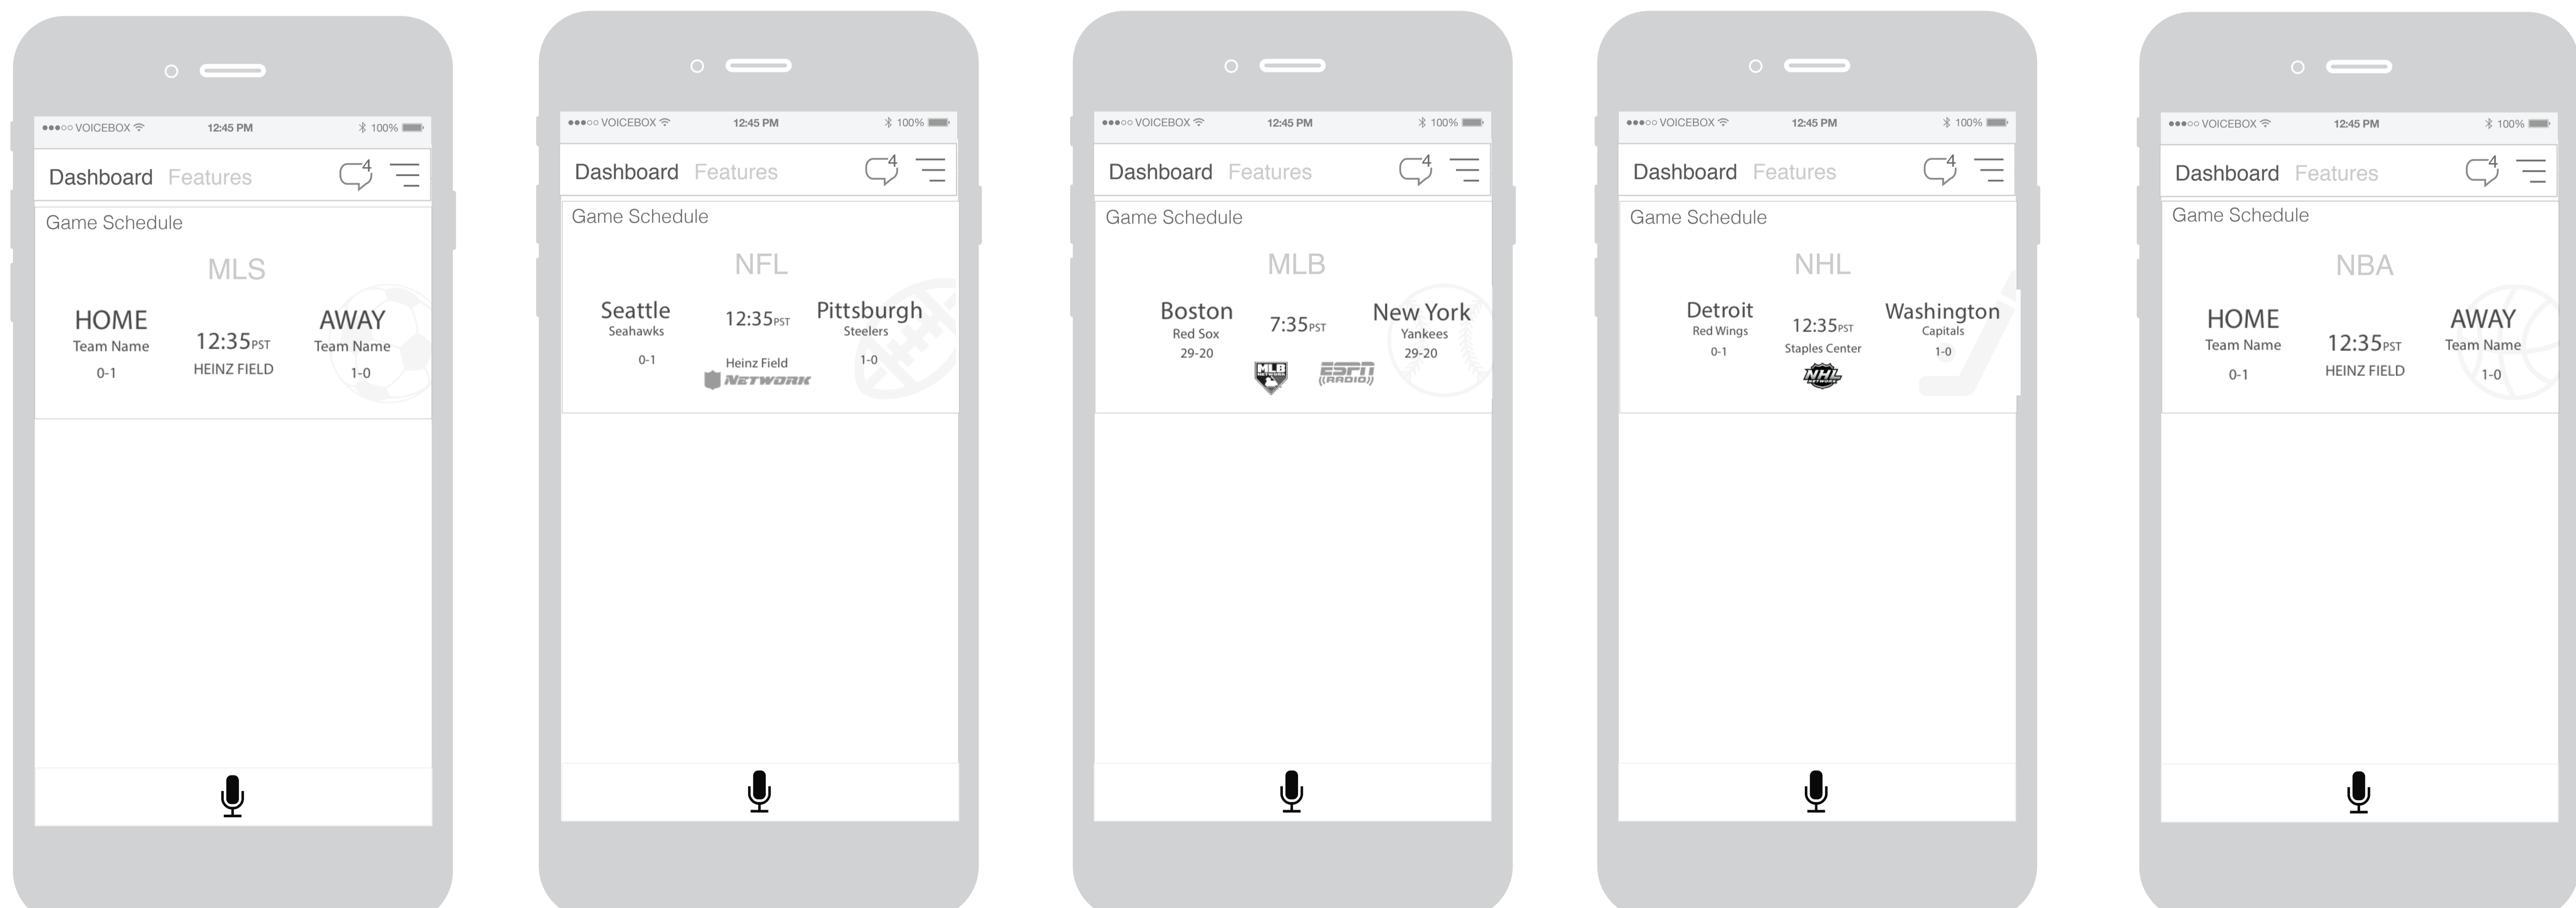 VOICEBOX 12:45 PM 100%
Dashboard Features 4
Game Schedule
MLS
HOME
Team Name
0-1
12:35PST
HEINZ FIELD
AWAY
Team Name
1-0
VOICEBOX 12:45 PM 100%
Dashboard Features 4
Game Schedule
NFL
Seattle
Seahawks
0-1
12:35PST
Heinz Field
NETWORK
Pittsburgh
Steelers
1-0
VOICEBOX 12:45 PM 100%
Dashboard Features 4
Game Schedule
MLB
Boston
Red Sox
29-20
7:35PST
MLB
NETWORK
ESPN
RADIO
New York
Yankees
29-20
VOICEBOX 12:45 PM 100%
Dashboard Features 4
Game Schedule
NHL
Detroit
Red Wings
0-1
12:35PST
Staples Center
NHL
NETWORK
Washington
Capitals
1-0
VOICEBOX 12:45 PM 100%
Dashboard Features 4
Game Schedule
NBA
HOME
Team Name
0-1
12:35PST
HEINZ FIELD
AWAY
Team Name
1-0